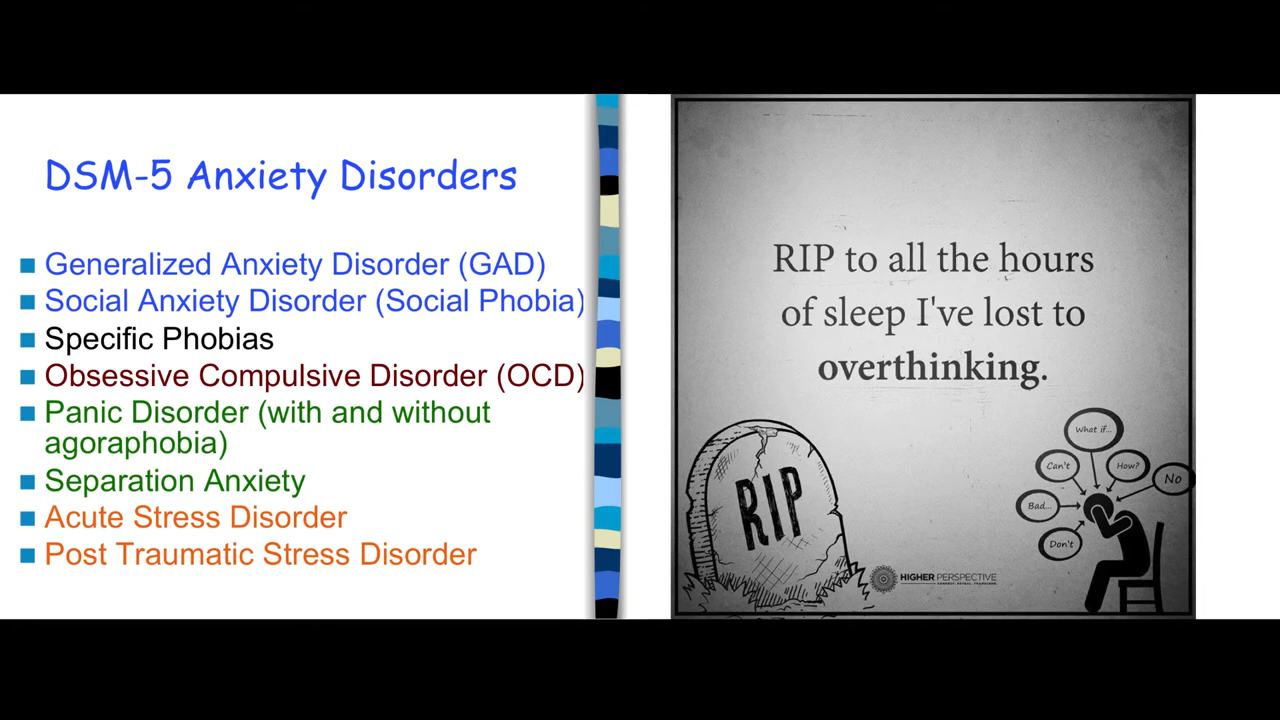 DSM-5 Anxiety Disorders
Generalized Anxiety Disorder (GAD)
Social Anxiety Disorder (Social Phobia)
Specific Phobias
Obsessive Compulsive Disorder (OCD)
Panic Disorder (with and without
agoraphobia)
Separation Anxiety
Acute Stress Disorder
Post Traumatic Stress Disorder
RIP to all the hours
of sleep I've lost to
overthinking.
RIP
What if...
Can't
How?
No
Bad...
Don't
HIGHER PERSPECTIVE